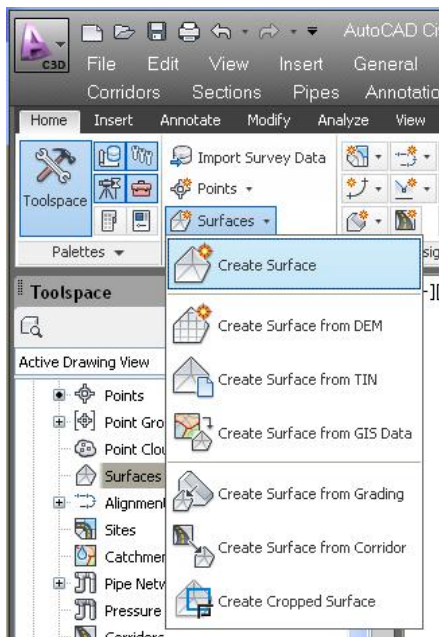 AutoCAD Ci
C3D
File Edit View Insert General
Corridors Sections Pipes Annotatio
Home Insert Annotate Modify Analyze View
Import Survey Data
Points
Toolspace
Surfaces
Palettes
Create Surface
Toolspace
Create Surface from DEM
Active Drawing View
Create Surface from TIN
Points
Point Gro
Create Surface from GIS Data
Point Clou
Surfaces
Create Surface from Grading
Alignment
Sites
Create Surface from Corridor
Catchmen
Pipe Netw
Create Cropped Surface
Pressure
Corridors